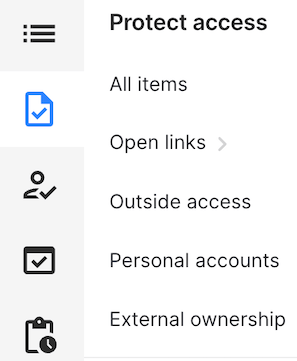 Protect access
All items
Open links
Outside access
Personal accounts
External ownership